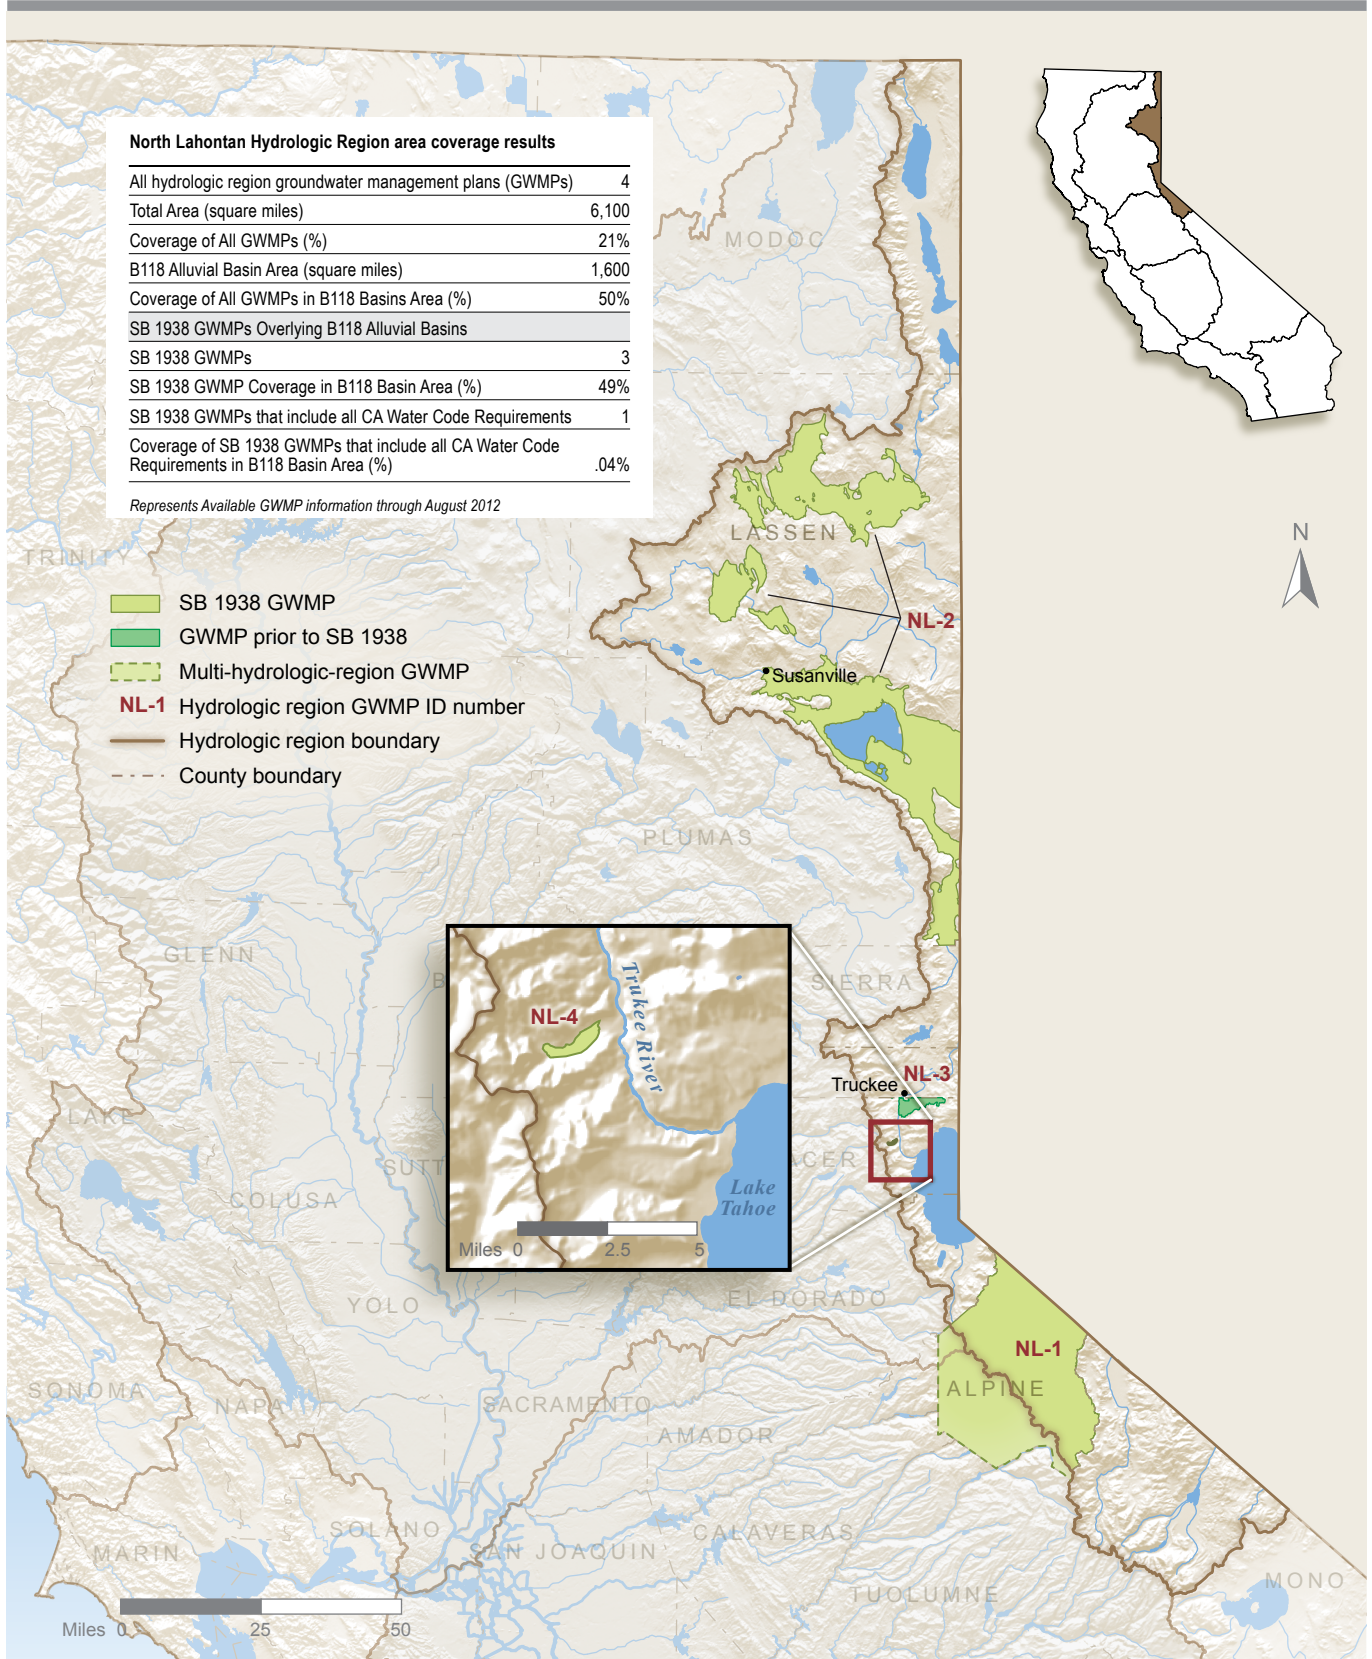 North Lahontan Hydrologic Region area coverage results
All hydrologic region groundwater management plans (GWMPs) 4
Total Area (square miles) 6,100
Coverage of All GWMPs (%) 21%
B118 Alluvial Basin Area (square miles) 1,600
Coverage of All GWMPs in B118 Basins Area (%) 50%
SB 1938 GWMPs Overlying B118 Alluvial Basins
SB 1938 GWMPs 3
SB 1938 GWMP Coverage in B118 Basin Area (%) 49%
SB 1938 GWMPs that include all CA Water Code Requirements 1
Coverage of SB 1938 GWMPs that include all CA Water Code
Requirements in B118 Basin Area (%) .04%
Represents Available GWMP information through August 2012
MODOC
N
LASSEN
TRINITY
SB 1938 GWMP
GWMP prior to SB 1938
Multi-hydrologic-region GWMP
NL-1 Hydrologic region GWMP ID number
Hydrologic region boundary
County boundary
NL-2
Susanville
PLUMAS
GLENN
B
SIERRA
NL-4
Trukee River
Lake
Tahoe
Miles 0 2.5 5
NL-3
Truckee
LAKE
SUTT
ACER
COLUSA
YOLO
EL DORADO
NL-1
ALPINE
SONOMA
NAPA
SACRAMENTO
AMADOR
SOLANO
CALAVERAS
MARIN
SAN JOAQUIN
TUOLUMNE
MONO
Miles 0 25 50